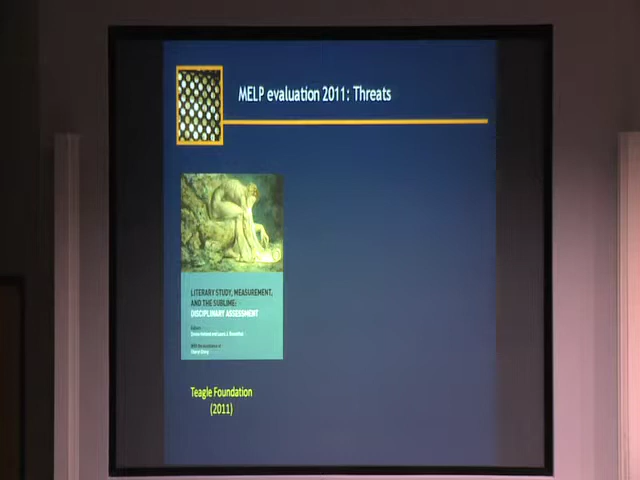 MELP evaluation 2011: Threats
LITERARY STUDY, MEASUREMENT,
AND THE SUBLIME:
DISCIPLINARY ASSESSMENT
Teagle Foundation
(2011)